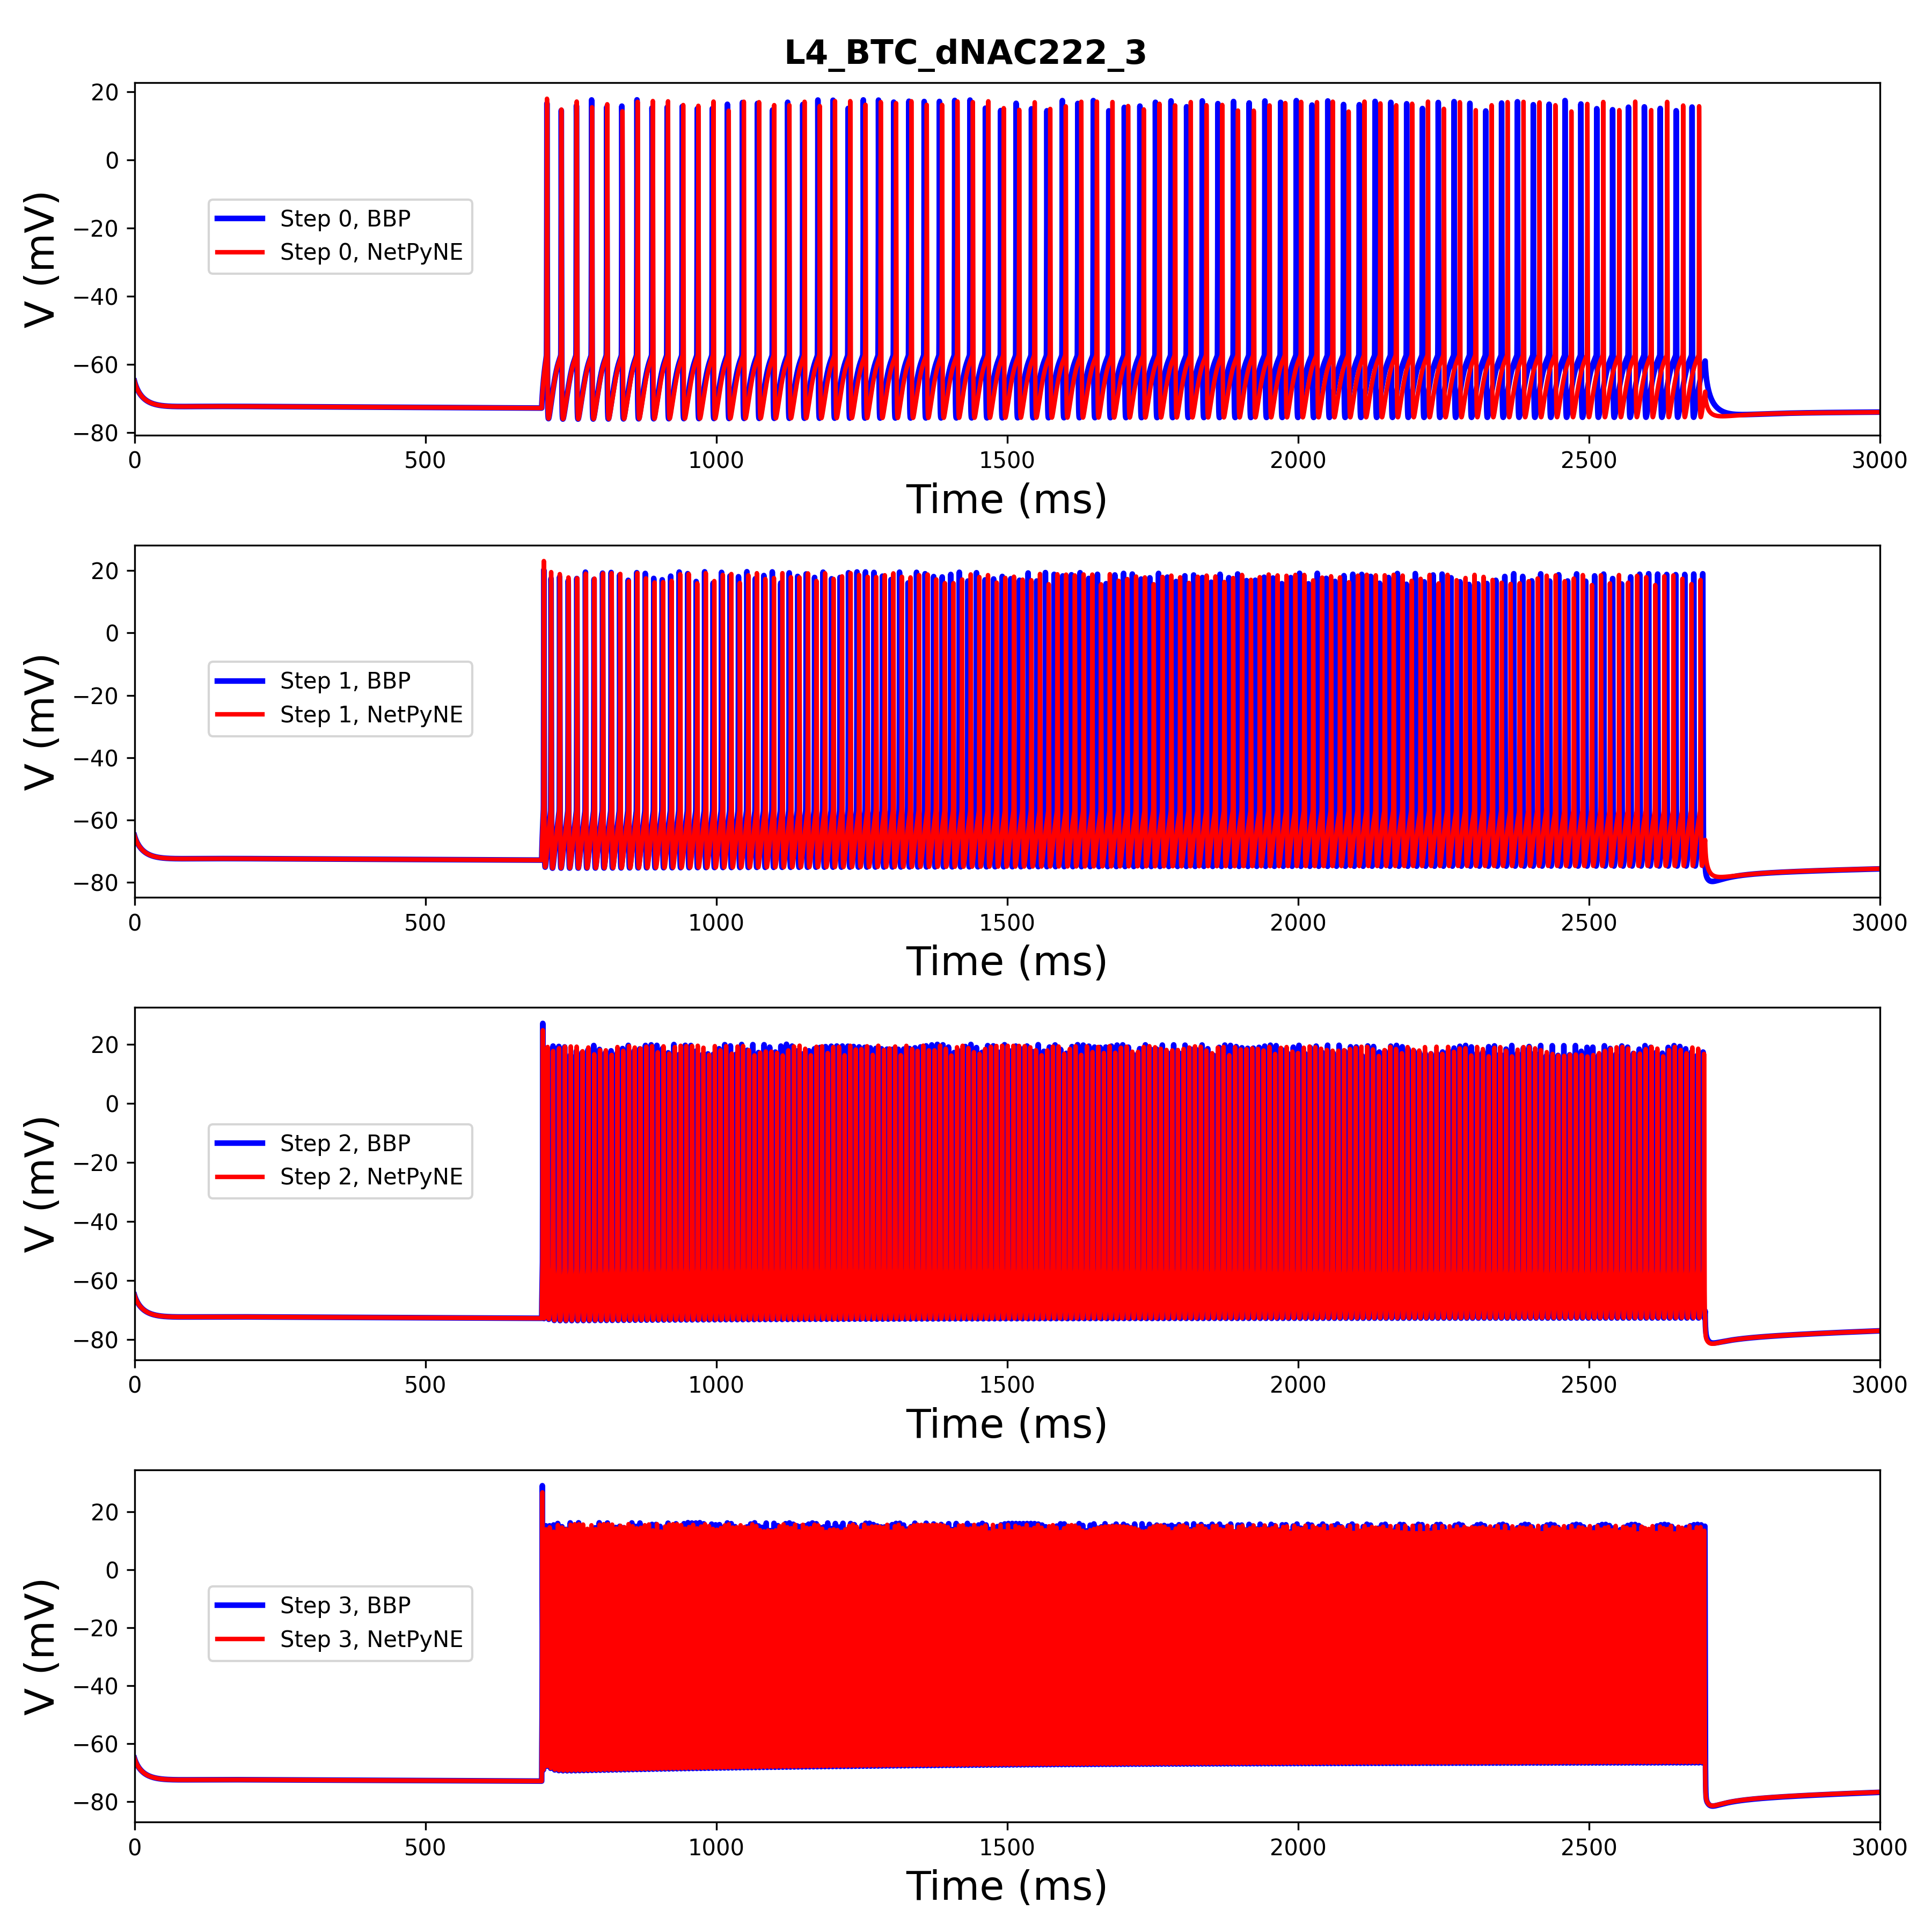 L4_BTC_dNAC222_3
20
0
−20
−40
−60
−80
V (mV)
Step 0, BBP
Step 0, NetPyNE
0 500 1000 1500 2000 2500 3000
Time (ms)
20
0
−20
−40
−60
−80
V (mV)
Step 1, BBP
Step 1, NetPyNE
0 500 1000 1500 2000 2500 3000
Time (ms)
20
0
−20
−40
−60
−80
V (mV)
Step 2, BBP
Step 2, NetPyNE
0 500 1000 1500 2000 2500 3000
Time (ms)
20
0
−20
−40
−60
−80
V (mV)
Step 3, BBP
Step 3, NetPyNE
0 500 1000 1500 2000 2500 3000
Time (ms)